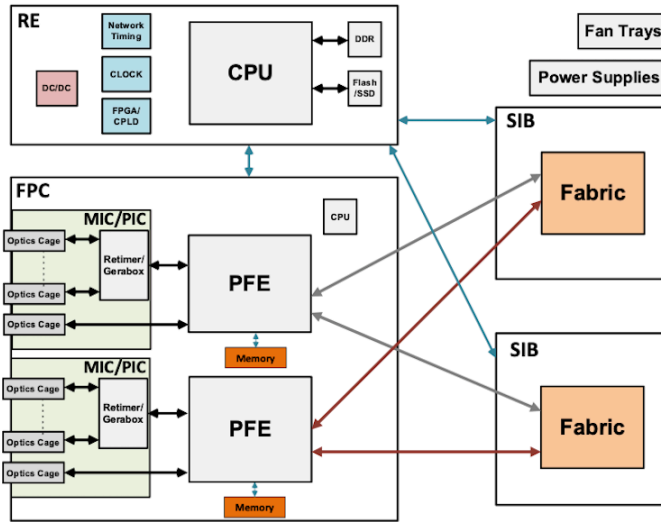 RE
Network
Timing
CLOCK
FPGA/
CPLD
DC/DC
CPU
DDR
Flash
/SSD
Fan Trays
Power Supplies
SIB
Fabric
FPC
CPU
MIC/PIC
Optics Cage
Optics Cage
Optics Cage
Retimer/
Gerabox
PFE
Memory
MIC/PIC
Optics Cage
Optics Cage
Optics Cage
Retimer/
Gerabox
PFE
Memory
SIB
Fabric